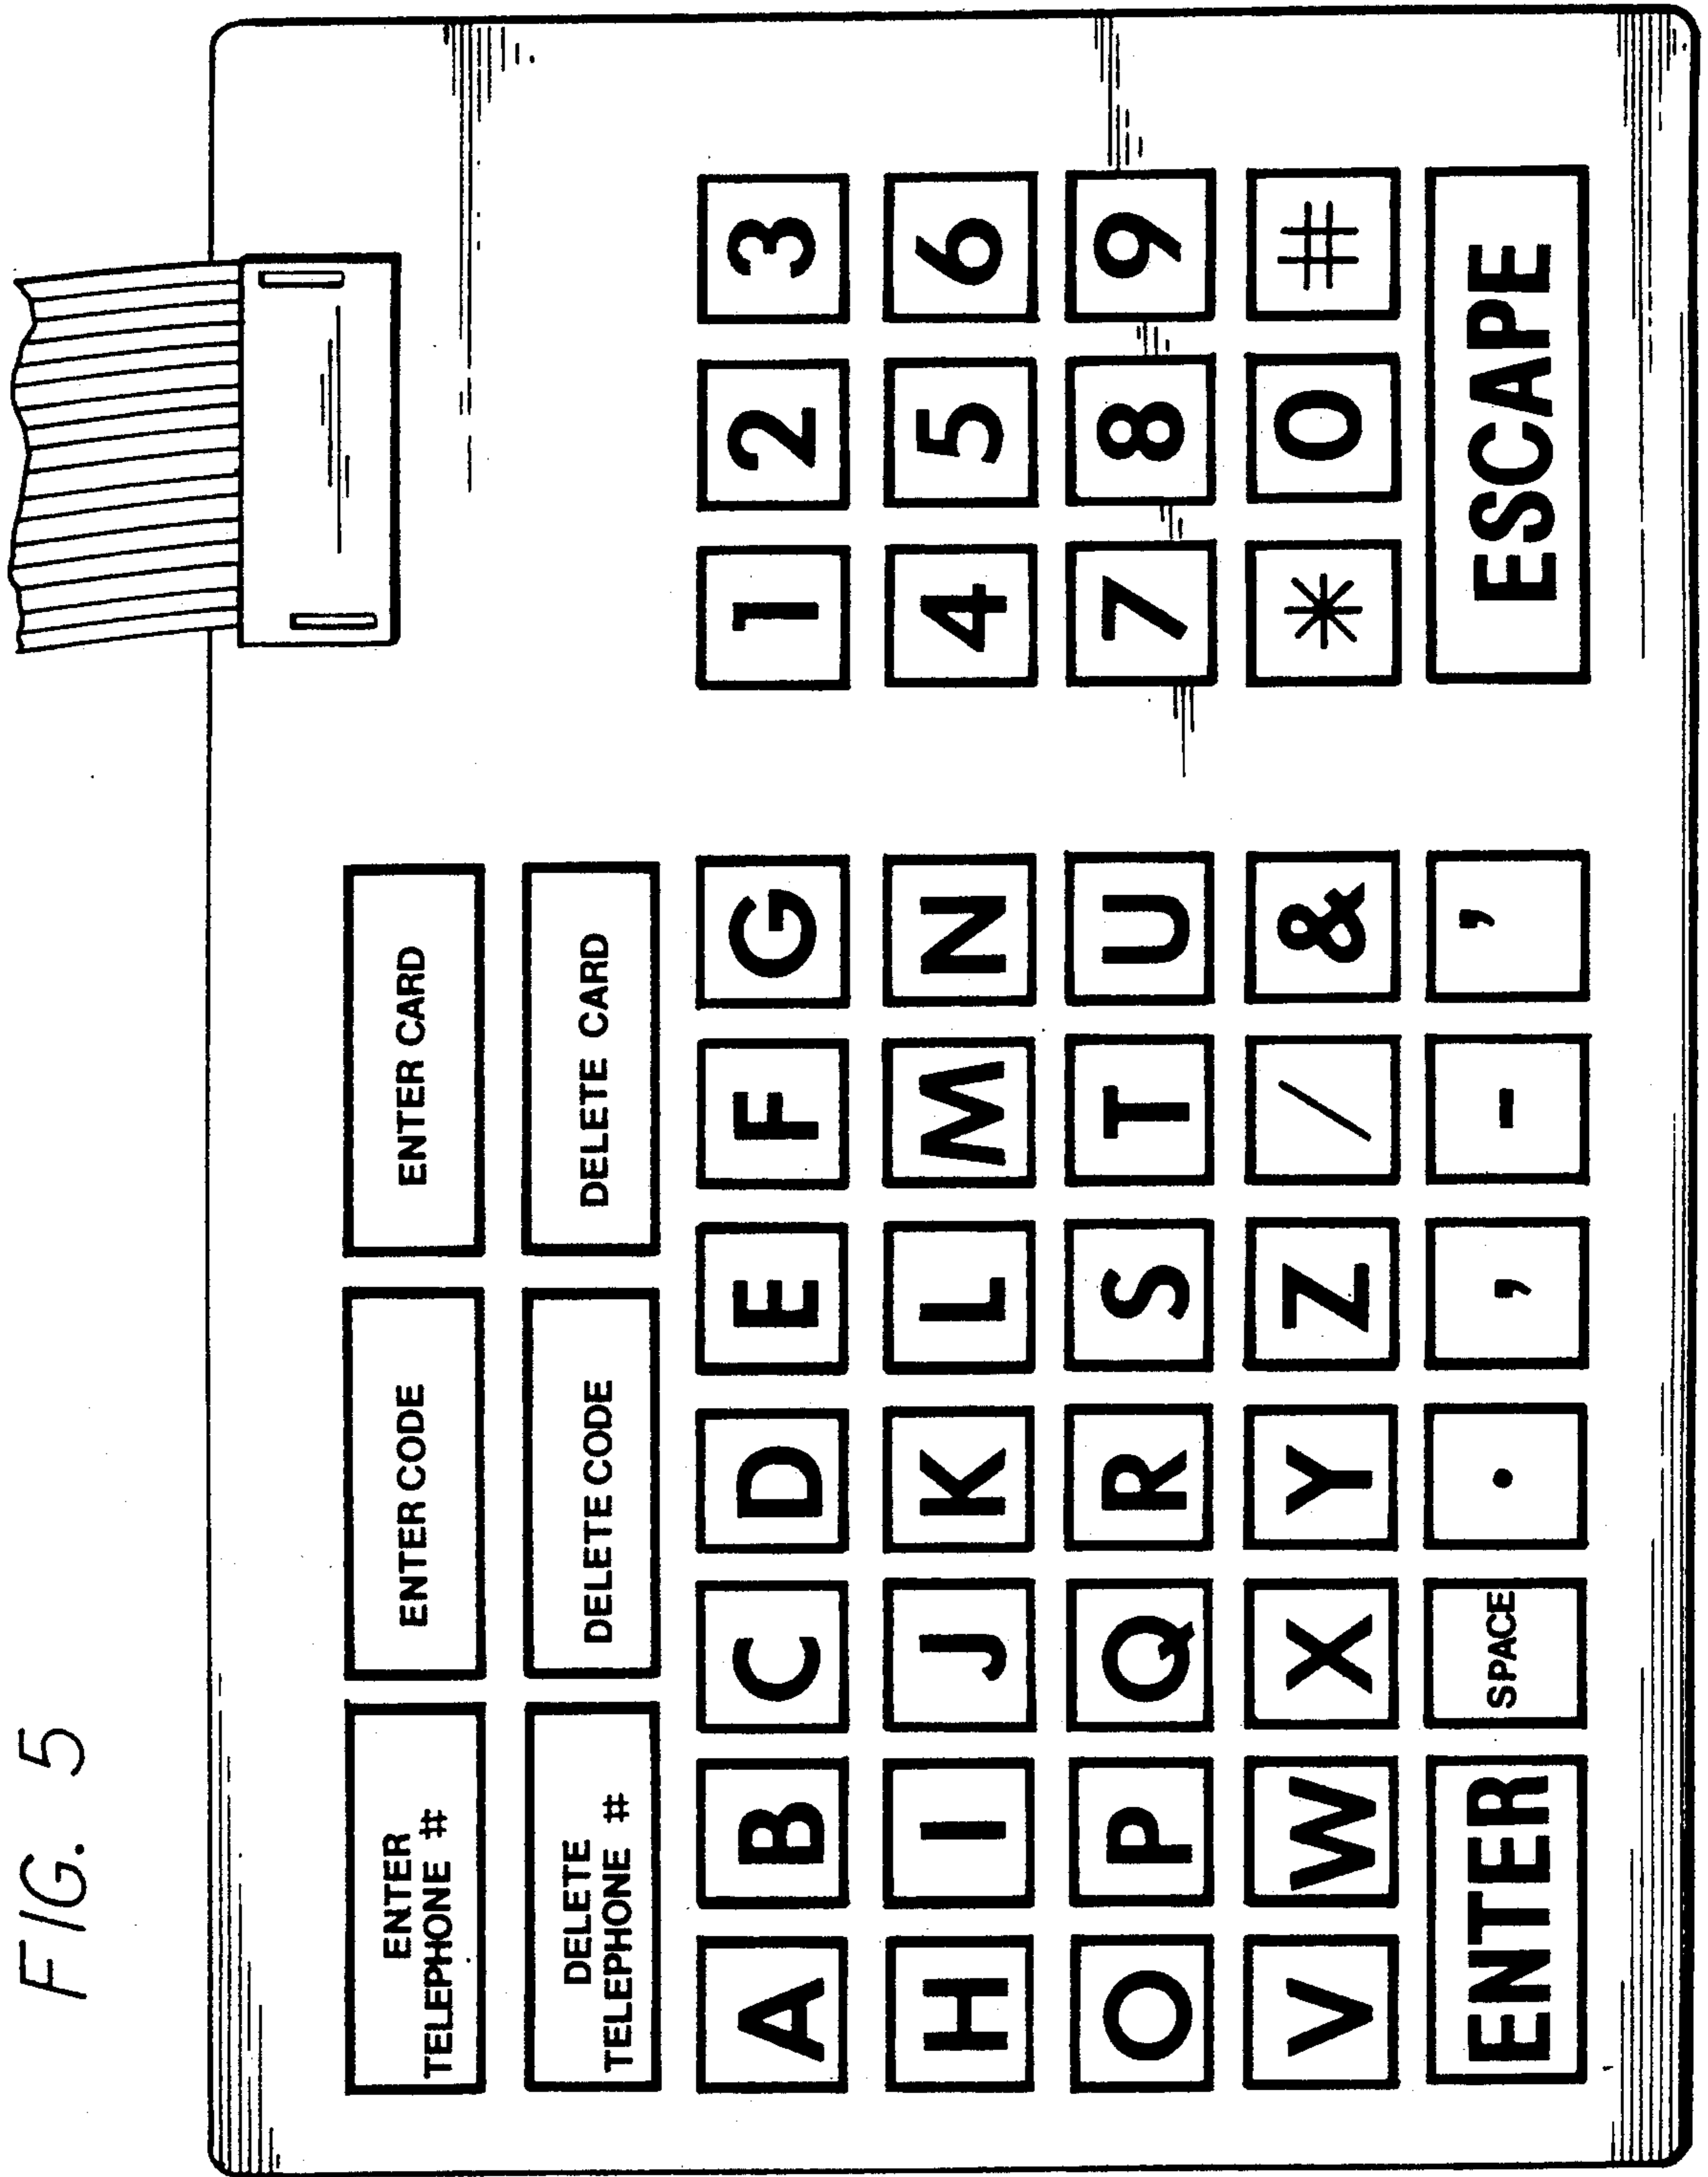 FIG. 5
ENTER
TELEPHONE #
ENTER CODE
ENTER CARD
DELETE
TELEPHONE #
DELETE CODE
DELETE CARD
A B C D E F G 1 2 3
H I J K L M N 4 5 6
O P Q R S T U 7 8 9
V W X Y Z / & * 0 #
ENTER SPACE . , - ' ESCAPE